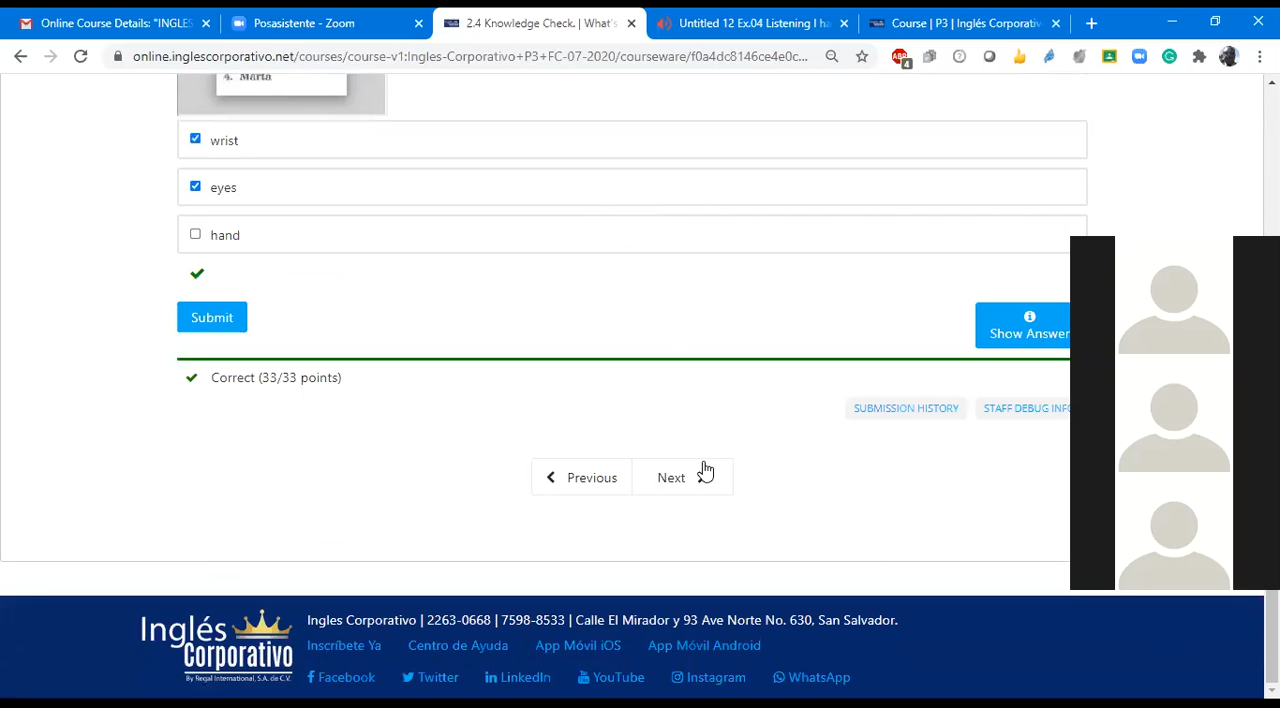 Online Course Details: "INGLES
Posasistente - Zoom
2.4 Knowledge Check. | What's
Untitled 12 Ex.04 Listening I ha
Course | P3 | Inglés Corporativ
online.inglescorporativo.net/courses/course-v1:Ingles-Corporativo+P3+FC-07-2020/courseware/f0a4dc8146ce4e0c...
4. Marta
wrist
eyes
hand
Submit
Show Answer
Correct (33/33 points)
SUBMISSION HISTORY
STAFF DEBUG INFO
Previous
Next
Inglés
Corporativo
By Regal International, S.A. de C.V.
Ingles Corporativo | 2263-0668 | 7598-8533 | Calle El Mirador y 93 Ave Norte No. 630, San Salvador.
Inscríbete Ya
Centro de Ayuda
App Móvil iOS
App Móvil Android
Facebook
Twitter
LinkedIn
YouTube
Instagram
WhatsApp